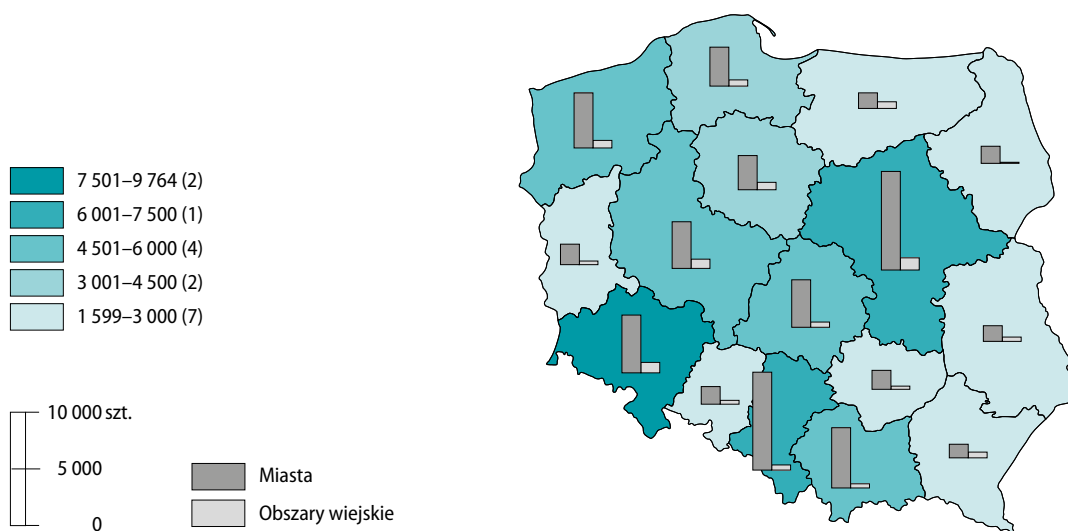 7 501–9 764 (2)
6 001–7 500 (1)
4 501–6 000 (4)
3 001–4 500 (2)
1 599–3 000 (7)
10 000 szt.
5 000
0
Miasta
Obszary wiejskie